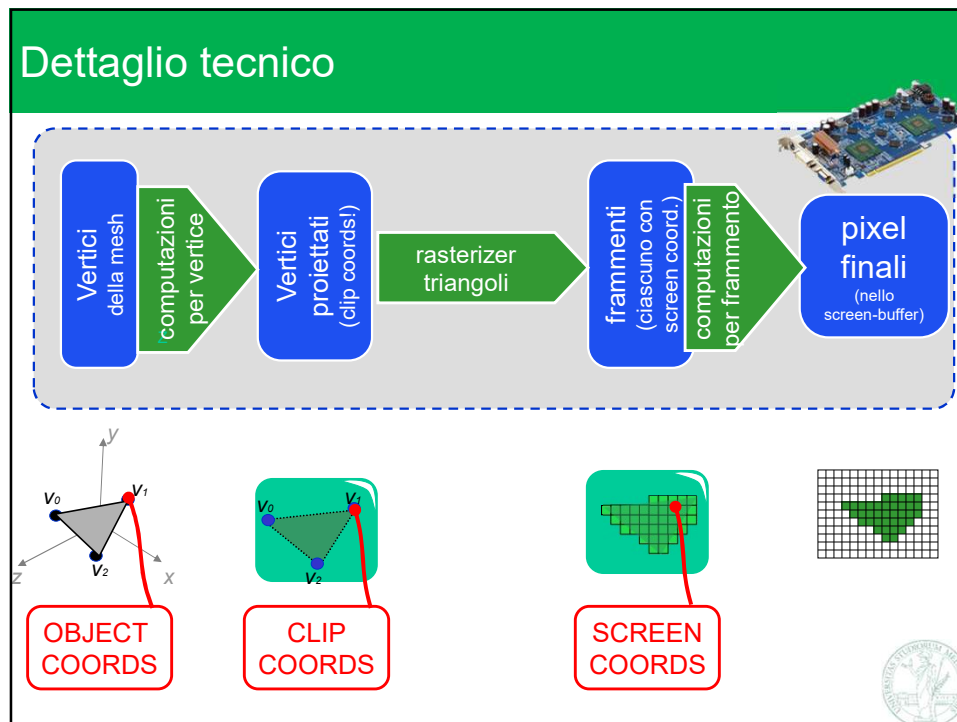 Dettaglio tecnico
Vertici
della mesh
computazioni
per vertice
Vertici
proiettati
(clip coords!)
rasterizer
triangoli
frammenti
(ciascuno con
screen coord.)
computazioni
per frammento
pixel
finali
(nello
screen-buffer)
y
v0
v1
v2
z
x
v0
v1
v2
OBJECT
COORDS
CLIP
COORDS
SCREEN
COORDS